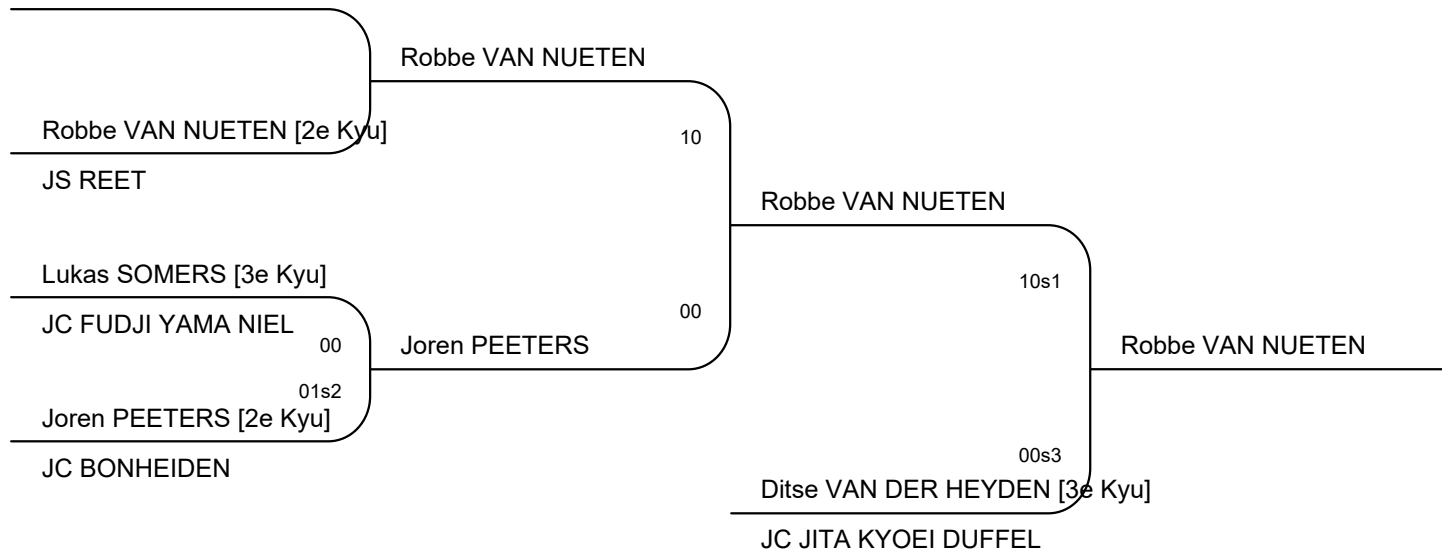 Robbe VAN NUETEN
Robbe VAN NUETEN [2e Kyu]
10
JS REET
Robbe VAN NUETEN
Lukas SOMERS [3e Kyu]
10s1
JC FUDJI YAMA NIEL
00
00
Joren PEETERS
Robbe VAN NUETEN
01s2
Joren PEETERS [2e Kyu]
00s3
JC BONHEIDEN
Ditse VAN DER HEYDEN [3e Kyu]
JC JITA KYOEI DUFFEL